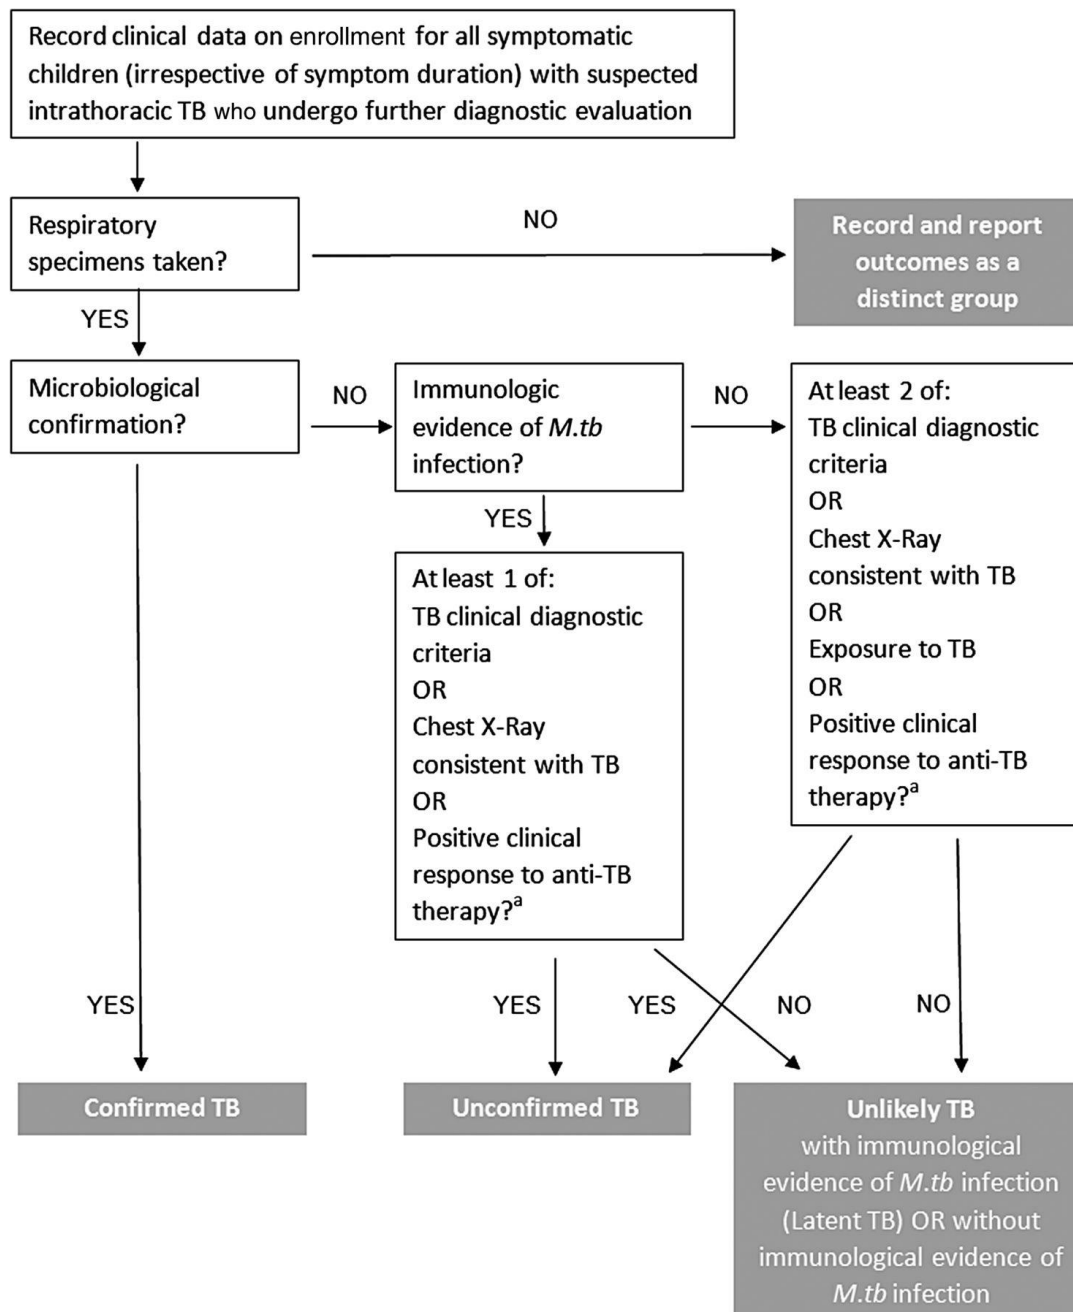 Record clinical data on enrollment for all symptomatic
children (irrespective of symptom duration) with suspected
intrathoracic TB who undergo further diagnostic evaluation
Respiratory
specimens taken?
NO
Record and report
outcomes as a
distinct group
YES
Microbiological
confirmation?
NO
Immunologic
evidence of M.tb
infection?
NO
At least 2 of:
TB clinical diagnostic
criteria
OR
Chest X-Ray
consistent with TB
OR
Exposure to TB
OR
Positive clinical
response to anti-TB
therapy?ᵃ
YES
At least 1 of:
TB clinical diagnostic
criteria
OR
Chest X-Ray
consistent with TB
OR
Positive clinical
response to anti-TB
therapy?ᵃ
YES
YES
YES
NO
NO
Confirmed TB
Unconfirmed TB
Unlikely TB
with immunological
evidence of M.tb infection
(Latent TB) OR without
immunological evidence of
M.tb infection